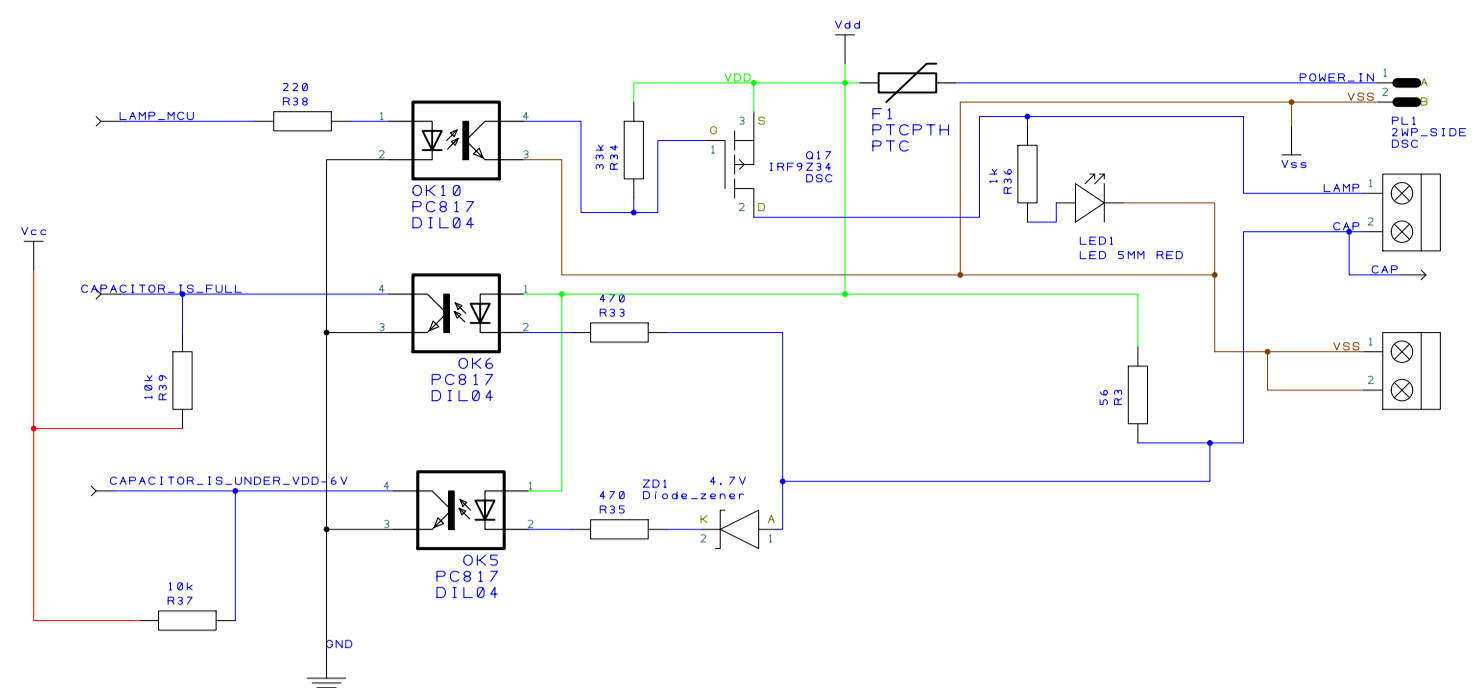 Vdd
220
R38
LAMP_MCU
1
4
2
3
OK10
PC817
DIL04
VDD
33k
R34
G
1
3
S
2
D
Q17
IRF9Z34
DSC
F1
PTCPTH
PTC
POWER_IN
1
A
VSS
2
B
PL1
2WP_SIDE
DSC
Vss
1k
R36
LED1
LED 5MM RED
LAMP
1
CAP
2
CAP
Vcc
CAPACITOR_IS_FULL
4
1
3
2
OK6
PC817
DIL04
470
R33
10k
R39
VSS
1
2
56
R3
CAPACITOR_IS_UNDER_VDD-6V
4
1
3
2
OK5
PC817
DIL04
470
R35
ZD1
4.7V
Diode_zener
K
2
A
1
10k
R37
GND